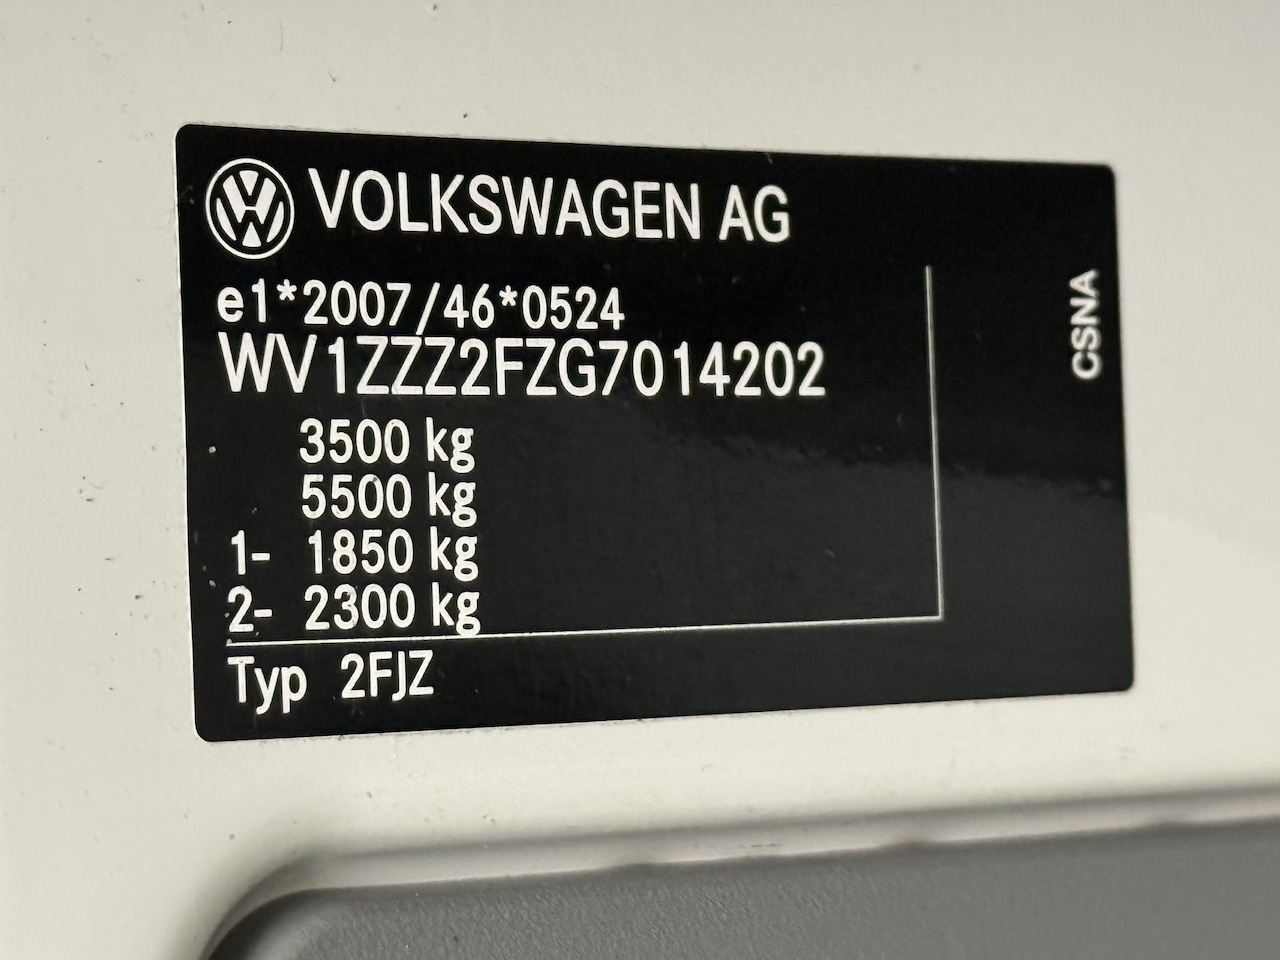 VOLKSWAGEN AG
e1*2007/46*0524
WV1ZZZ2FZG7014202
3500 kg
5500 kg
1- 1850 kg
2- 2300 kg
Typ 2FJZ
CSNA